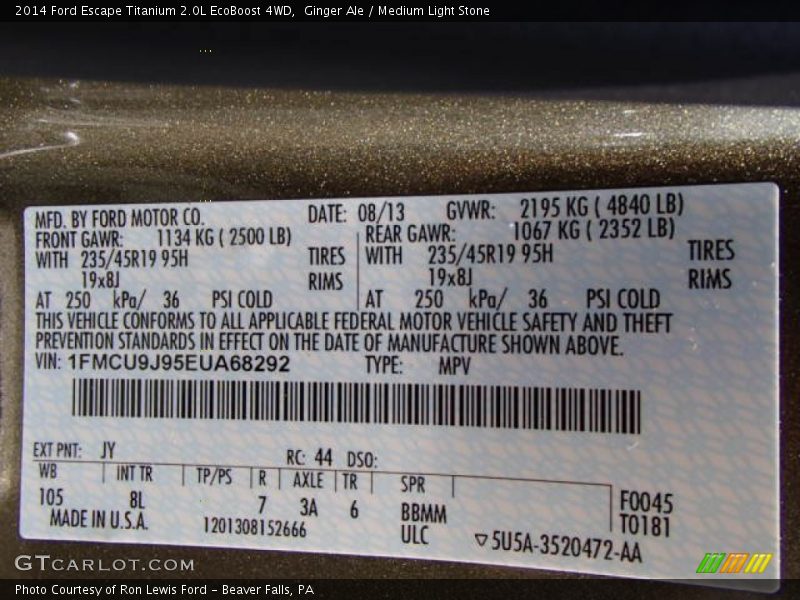 2014 Ford Escape Titanium 2.0L EcoBoost 4WD,  Ginger Ale / Medium Light Stone
MFD. BY FORD MOTOR CO. DATE: 08/13 GVWR: 2195 KG ( 4840 LB)
FRONT GAWR: 1134 KG ( 2500 LB) REAR GAWR: 1067 KG ( 2352 LB)
WITH 235/45R19 95H TIRES WITH 235/45R19 95H TIRES
19x8J RIMS 19x8J RIMS
AT 250 kPa/ 36 PSI COLD AT 250 kPa/ 36 PSI COLD
THIS VEHICLE CONFORMS TO ALL APPLICABLE FEDERAL MOTOR VEHICLE SAFETY AND THEFT
PREVENTION STANDARDS IN EFFECT ON THE DATE OF MANUFACTURE SHOWN ABOVE.
VIN: 1FMCU9J95EUA68292 TYPE: MPV
EXT PNT: JY RC: 44 DSO:
WB INT TR TP/PS R AXLE TR SPR
105 8L 7 3A 6 BBMM F0045
MADE IN U.S.A. 1201308152666 ULC T0181
▽5U5A-3520472-AA
GTCARLOT.COM
Photo Courtesy of Ron Lewis Ford – Beaver Falls, PA